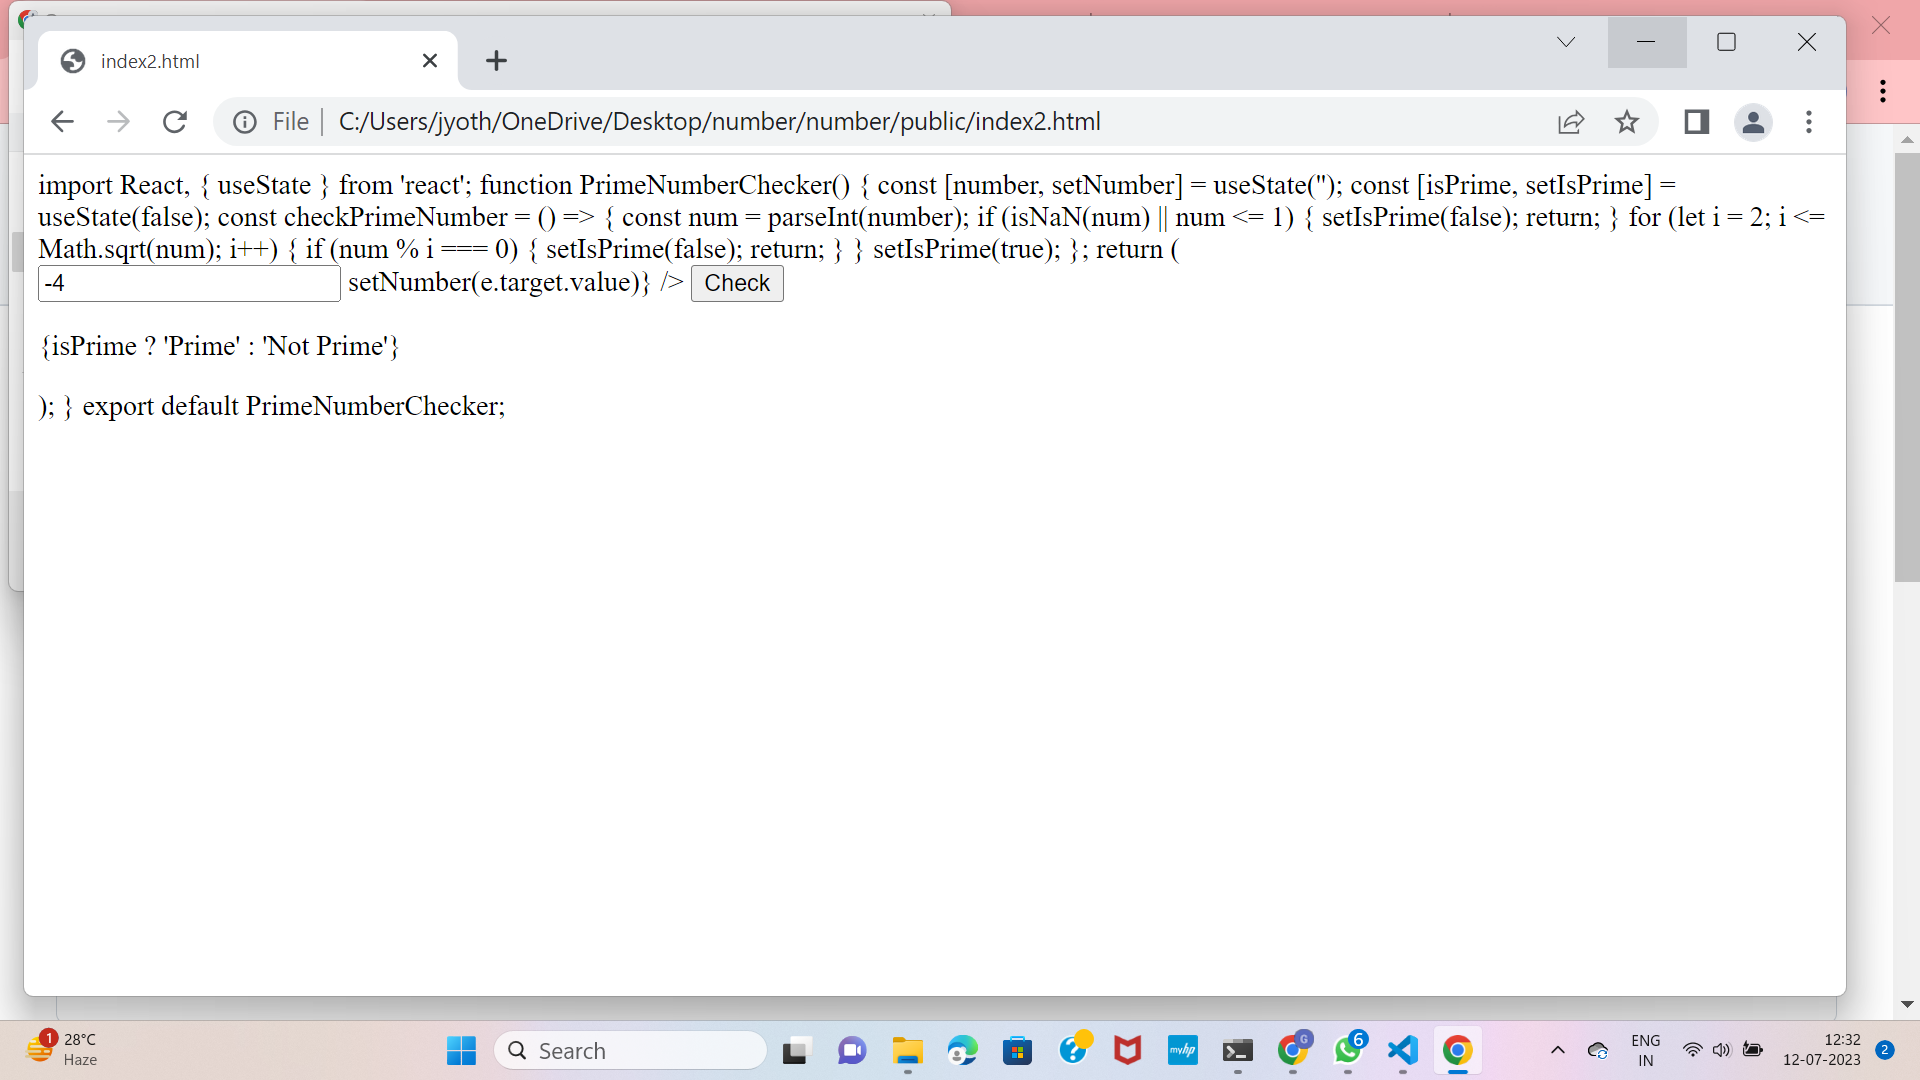 index2.html
File C:/Users/jyoth/OneDrive/Desktop/number/number/public/index2.html
import React, { useState } from 'react'; function PrimeNumberChecker() { const [number, setNumber] = useState(''); const [isPrime, setIsPrime] =
useState(false); const checkPrimeNumber = () => { const num = parseInt(number); if (isNaN(num) || num <= 1) { setIsPrime(false); return; } for (let i = 2; i <=
Math.sqrt(num); i++) { if (num % i === 0) { setIsPrime(false); return; } } setIsPrime(true); }; return (
-4 setNumber(e.target.value)} /> Check
{isPrime ? 'Prime' : 'Not Prime'}
); } export default PrimeNumberChecker;
1 28°C
Haze
Search
myhp
G
6
ENG
IN
12:32
12-07-2023
2